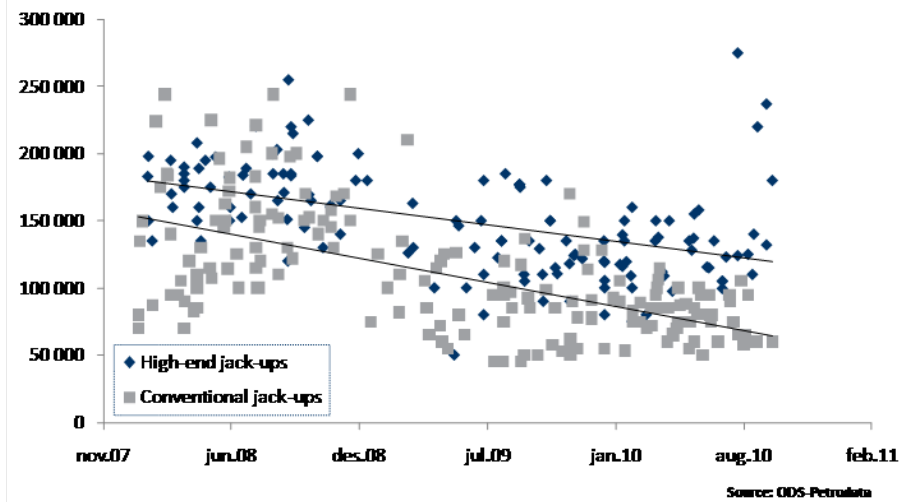 300 000
250 000
200 000
150 000
100 000
50 000
0
High-end jack-ups
Conventional jack-ups
nov.07 jun.08 des.08 jul.09 jan.10 aug.10 feb.11
Source: ODS-Petrodata